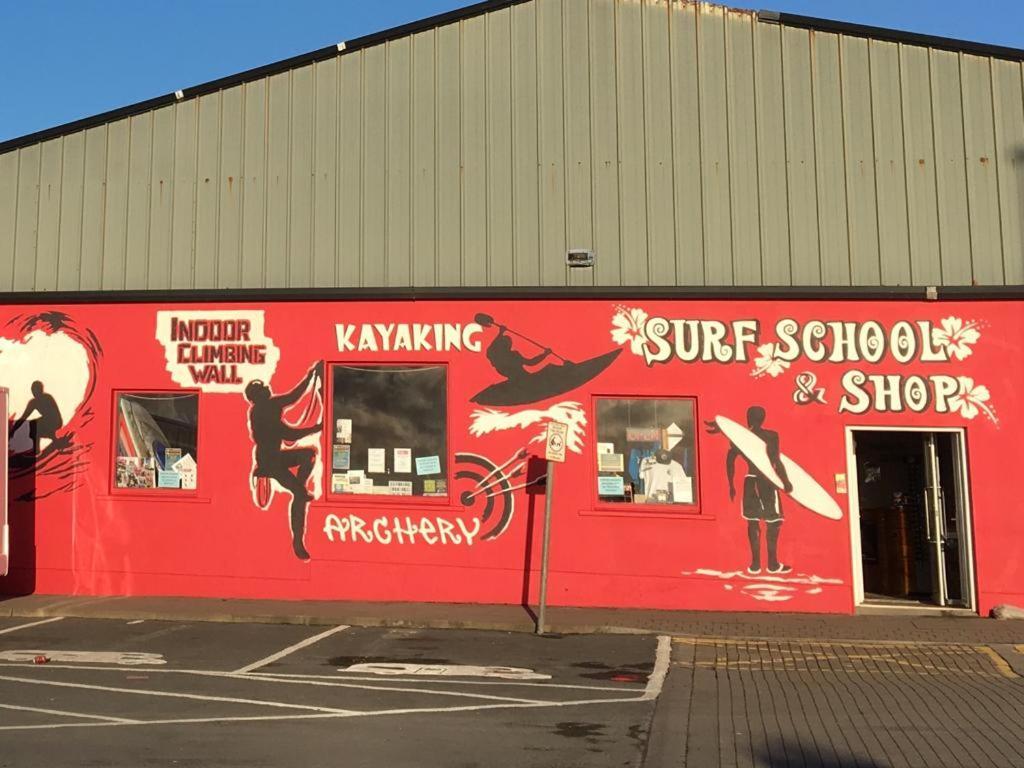 INDOOR
CLIMBING
WALL
KAYAKING
ARCHERY
SURF SCHOOL
& SHOP